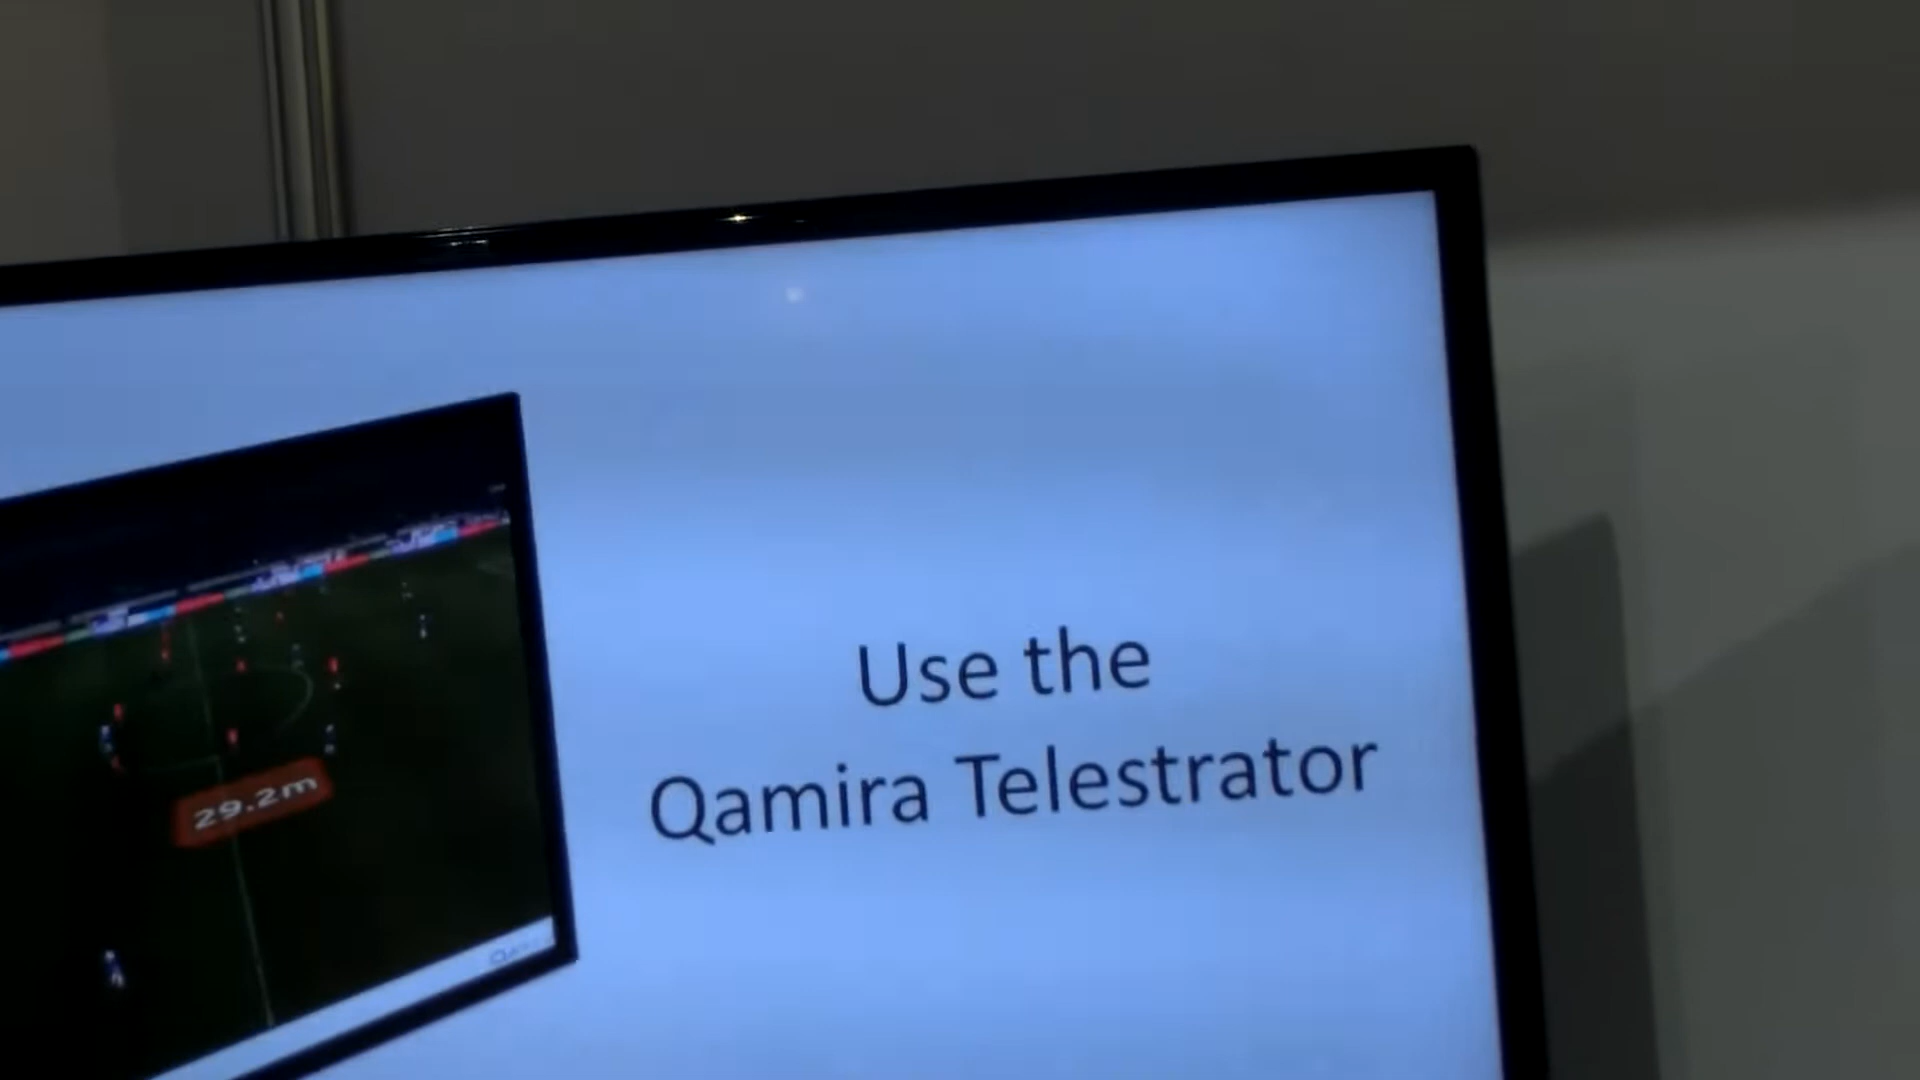 Use the
Qamira Telestrator
29.2m